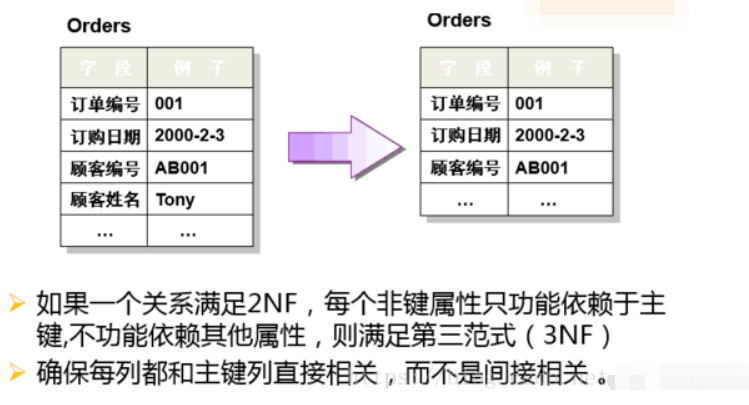 Orders
字 段 例 子
订单编号 001
订购日期 2000-2-3
顾客编号 AB001
顾客姓名 Tony
... ...
Orders
字 段 例 子
订单编号 001
订购日期 2000-2-3
顾客编号 AB001
... ...
如果一个关系满足2NF，每个非键属性只功能依赖于主
键,不功能依赖其他属性，则满足第三范式（3NF）
确保每列都和主键列直接相关，而不是间接相关。